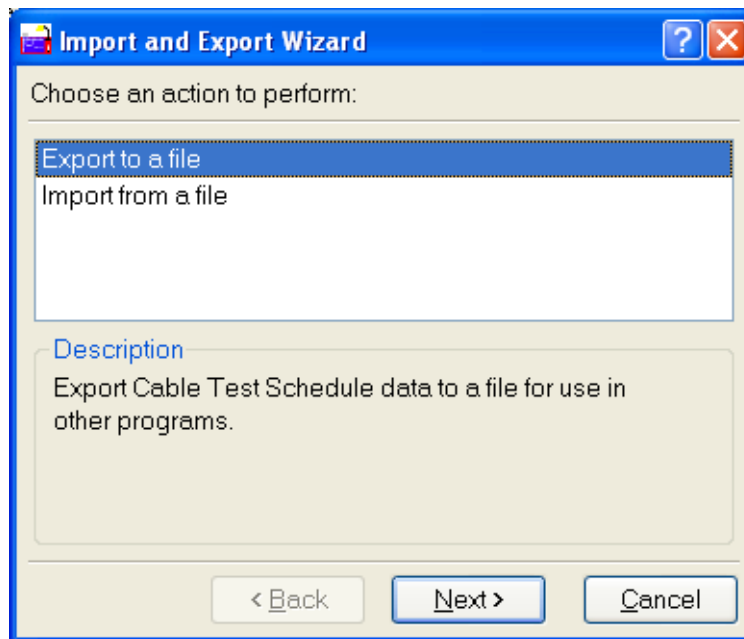 Import and Export Wizard
?
Choose an action to perform:
Export to a file
Import from a file
Description
Export Cable Test Schedule data to a file for use in
other programs.
< Back
Next >
Cancel